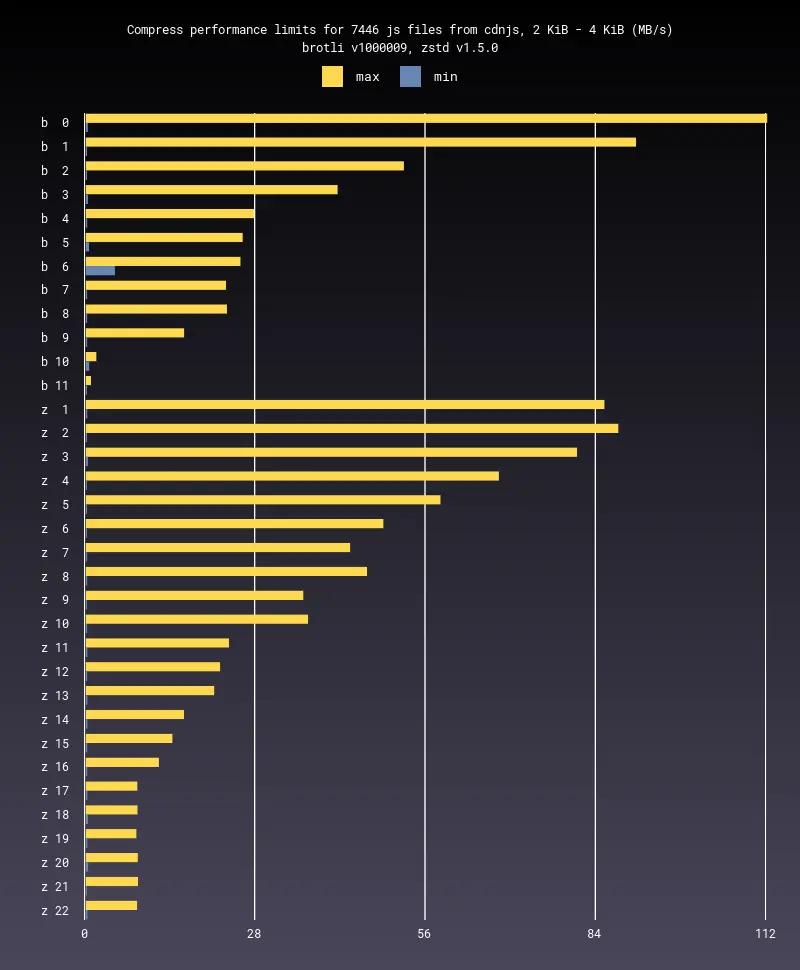 Compress performance limits for 7446 js files from cdnjs, 2 KiB - 4 KiB (MB/s)
brotli v1000009, zstd v1.5.0
max min
b 0
b 1
b 2
b 3
b 4
b 5
b 6
b 7
b 8
b 9
b 10
b 11
z 1
z 2
z 3
z 4
z 5
z 6
z 7
z 8
z 9
z 10
z 11
z 12
z 13
z 14
z 15
z 16
z 17
z 18
z 19
z 20
z 21
z 22
0 28 56 84 112